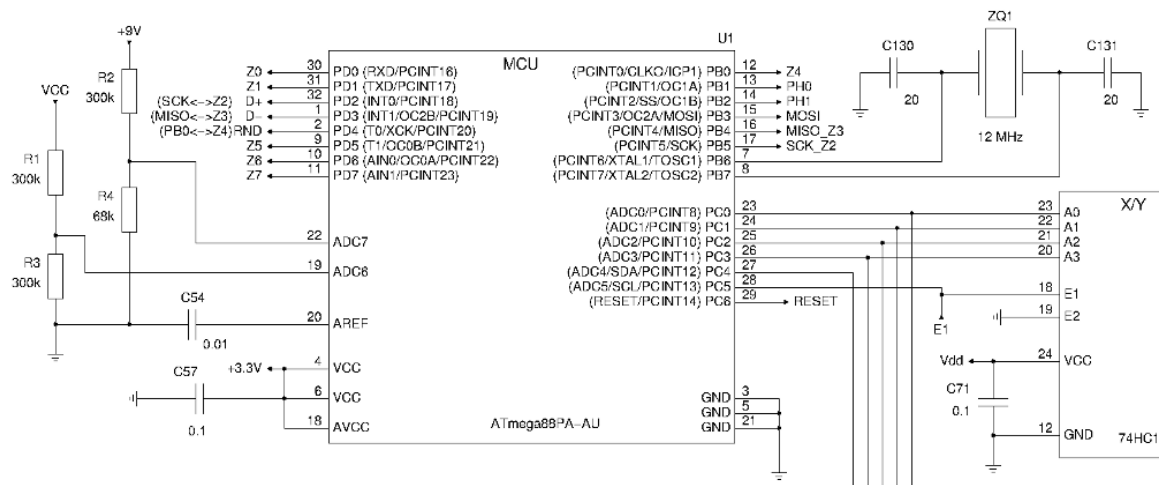 U1
MCU
+9V
R2
300k
VCC
R1
300k
R4
68k
R3
300k
C54
0.01
C57
0.1
+3.3V
Z0 30 PD0 (RXD/PCINT16)
Z1 31 PD1 (TXD/PCINT17)
(SCK<->Z2) D+ 32 PD2 (INT0/PCINT18)
(MISO<->Z3) D- 1 PD3 (INT1/OC2B/PCINT19)
(PB0<->Z4)RND 2 PD4 (T0/XCK/PCINT20)
Z5 9 PD5 (T1/OC0B/PCINT21)
Z6 10 PD6 (AIN0/OC0A/PCINT22)
Z7 11 PD7 (AIN1/PCINT23)
22 ADC7
19 ADC6
20 AREF
4 VCC
6 VCC
18 AVCC
(PCINT0/CLKO/ICP1) PB0 12 Z4
(PCINT1/OC1A) PB1 13 PH0
(PCINT2/SS/OC1B) PB2 14 PH1
(PCINT3/OC2A/MOSI) PB3 15 MOSI
(PCINT4/MISO) PB4 16 MISO_Z3
(PCINT5/SCK) PB5 17 SCK_Z2
(PCINT6/XTAL1/TOSC1) PB6 7
(PCINT7/XTAL2/TOSC2) PB7 8
(ADC0/PCINT8) PC0 23
(ADC1/PCINT9) PC1 24
(ADC2/PCINT10) PC2 25
(ADC3/PCINT11) PC3 26
(ADC4/SDA/PCINT12) PC4 27
(ADC5/SCL/PCINT13) PC5 28
(RESET/PCINT14) PC6 29 RESET
GND 3
GND 5
GND 21
ATmega88PA-AU
ZQ1
C130
20
12 MHz
C131
20
X/Y
23 A0
22 A1
21 A2
20 A3
18 E1
E1
19 E2
Vdd 24 VCC
C71
0.1
12 GND
74HC1